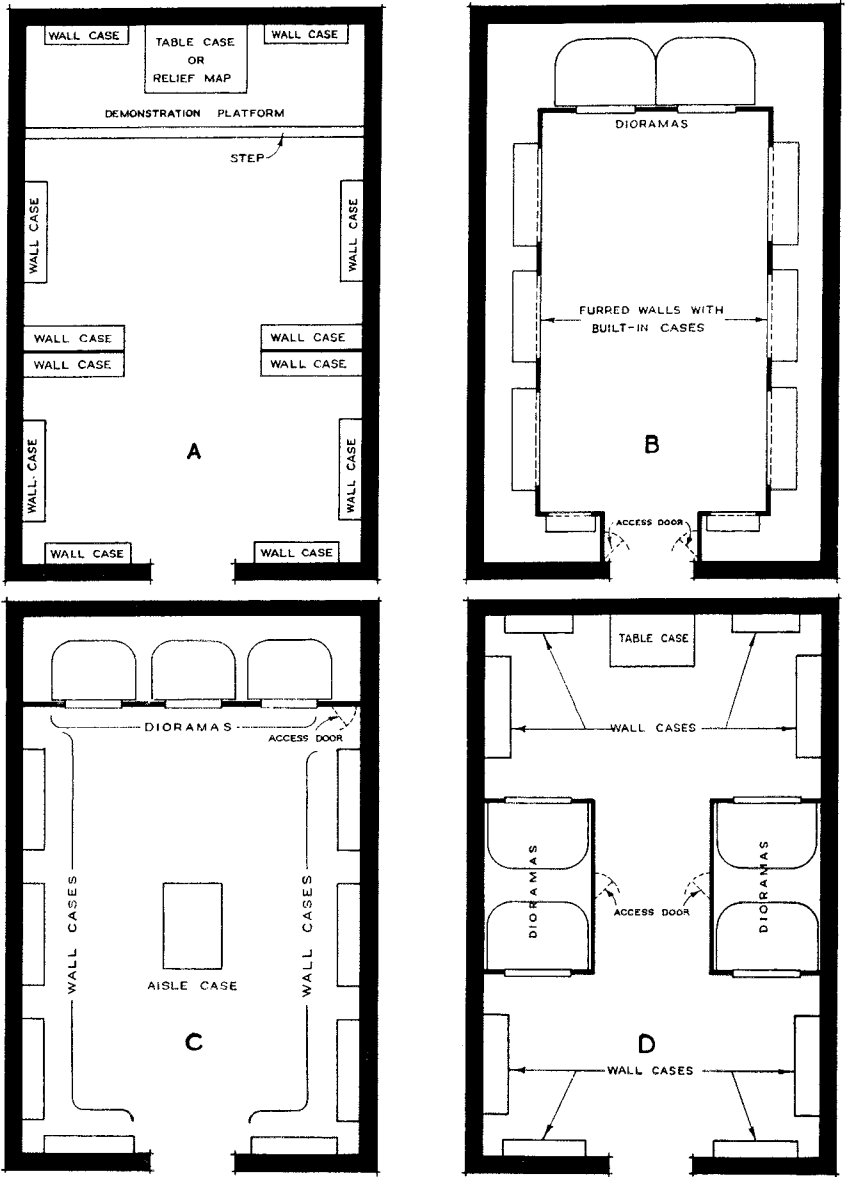 WALL CASE
TABLE CASE
OR
RELIEF MAP
WALL CASE
DEMONSTRATION PLATFORM
STEP
WALL CASE
WALL CASE
WALL CASE
WALL CASE
WALL CASE
WALL CASE
A
WALL CASE
WALL CASE
WALL CASE
WALL CASE
DIORAMAS
FURRED WALLS WITH
BUILT-IN CASES
B
ACCESS DOOR
DIORAMAS
ACCESS DOOR
WALL CASES
WALL CASES
AISLE CASE
C
TABLE CASE
WALL CASES
DIORAMAS
DIORAMAS
ACCESS DOOR
D
WALL CASES